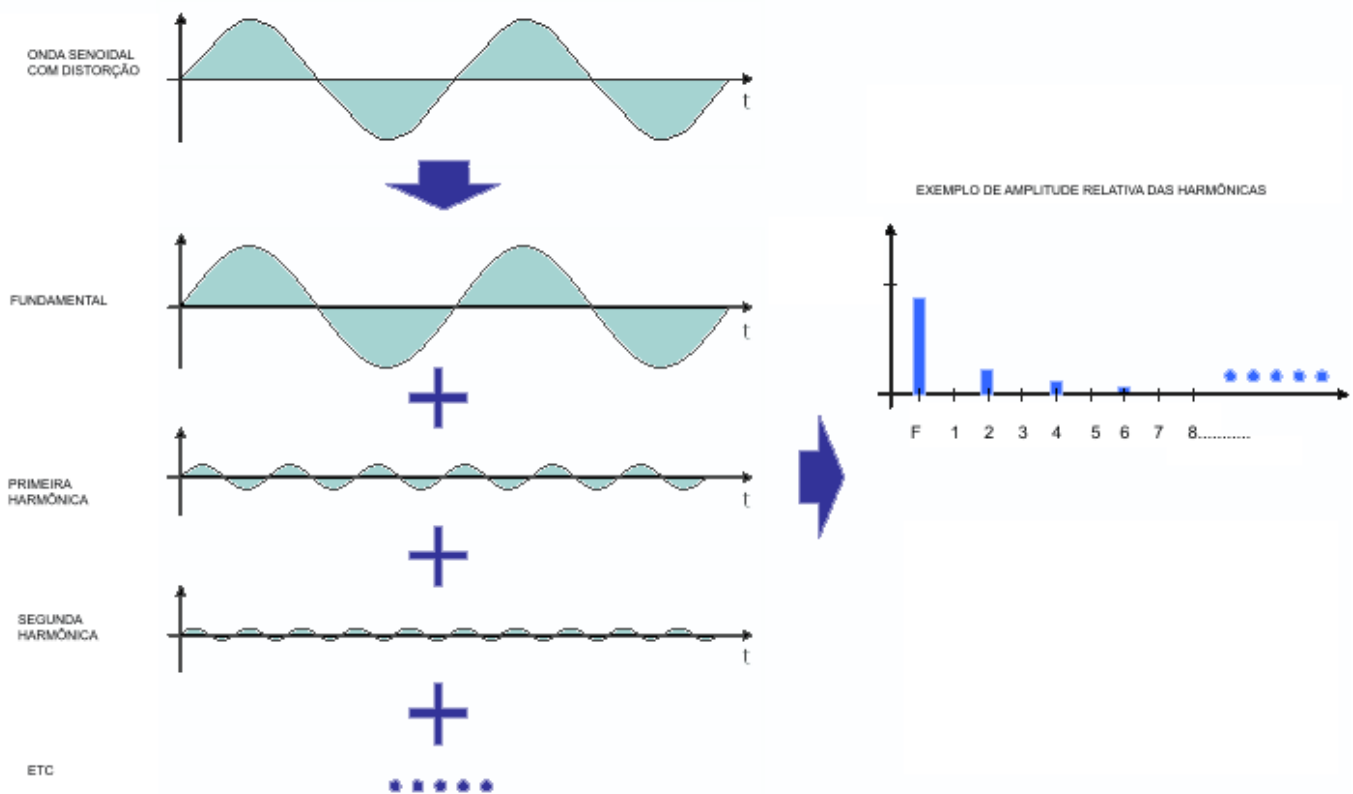 ONDA SENOIDAL
COM DISTORÇÃO
t
FUNDAMENTAL
t
PRIMEIRA
HARMÔNICA
t
SEGUNDA
HARMÔNICA
t
ETC
EXEMPLO DE AMPLITUDE RELATIVA DAS HARMÔNICAS
F 1 2 3 4 5 6 7 8...........